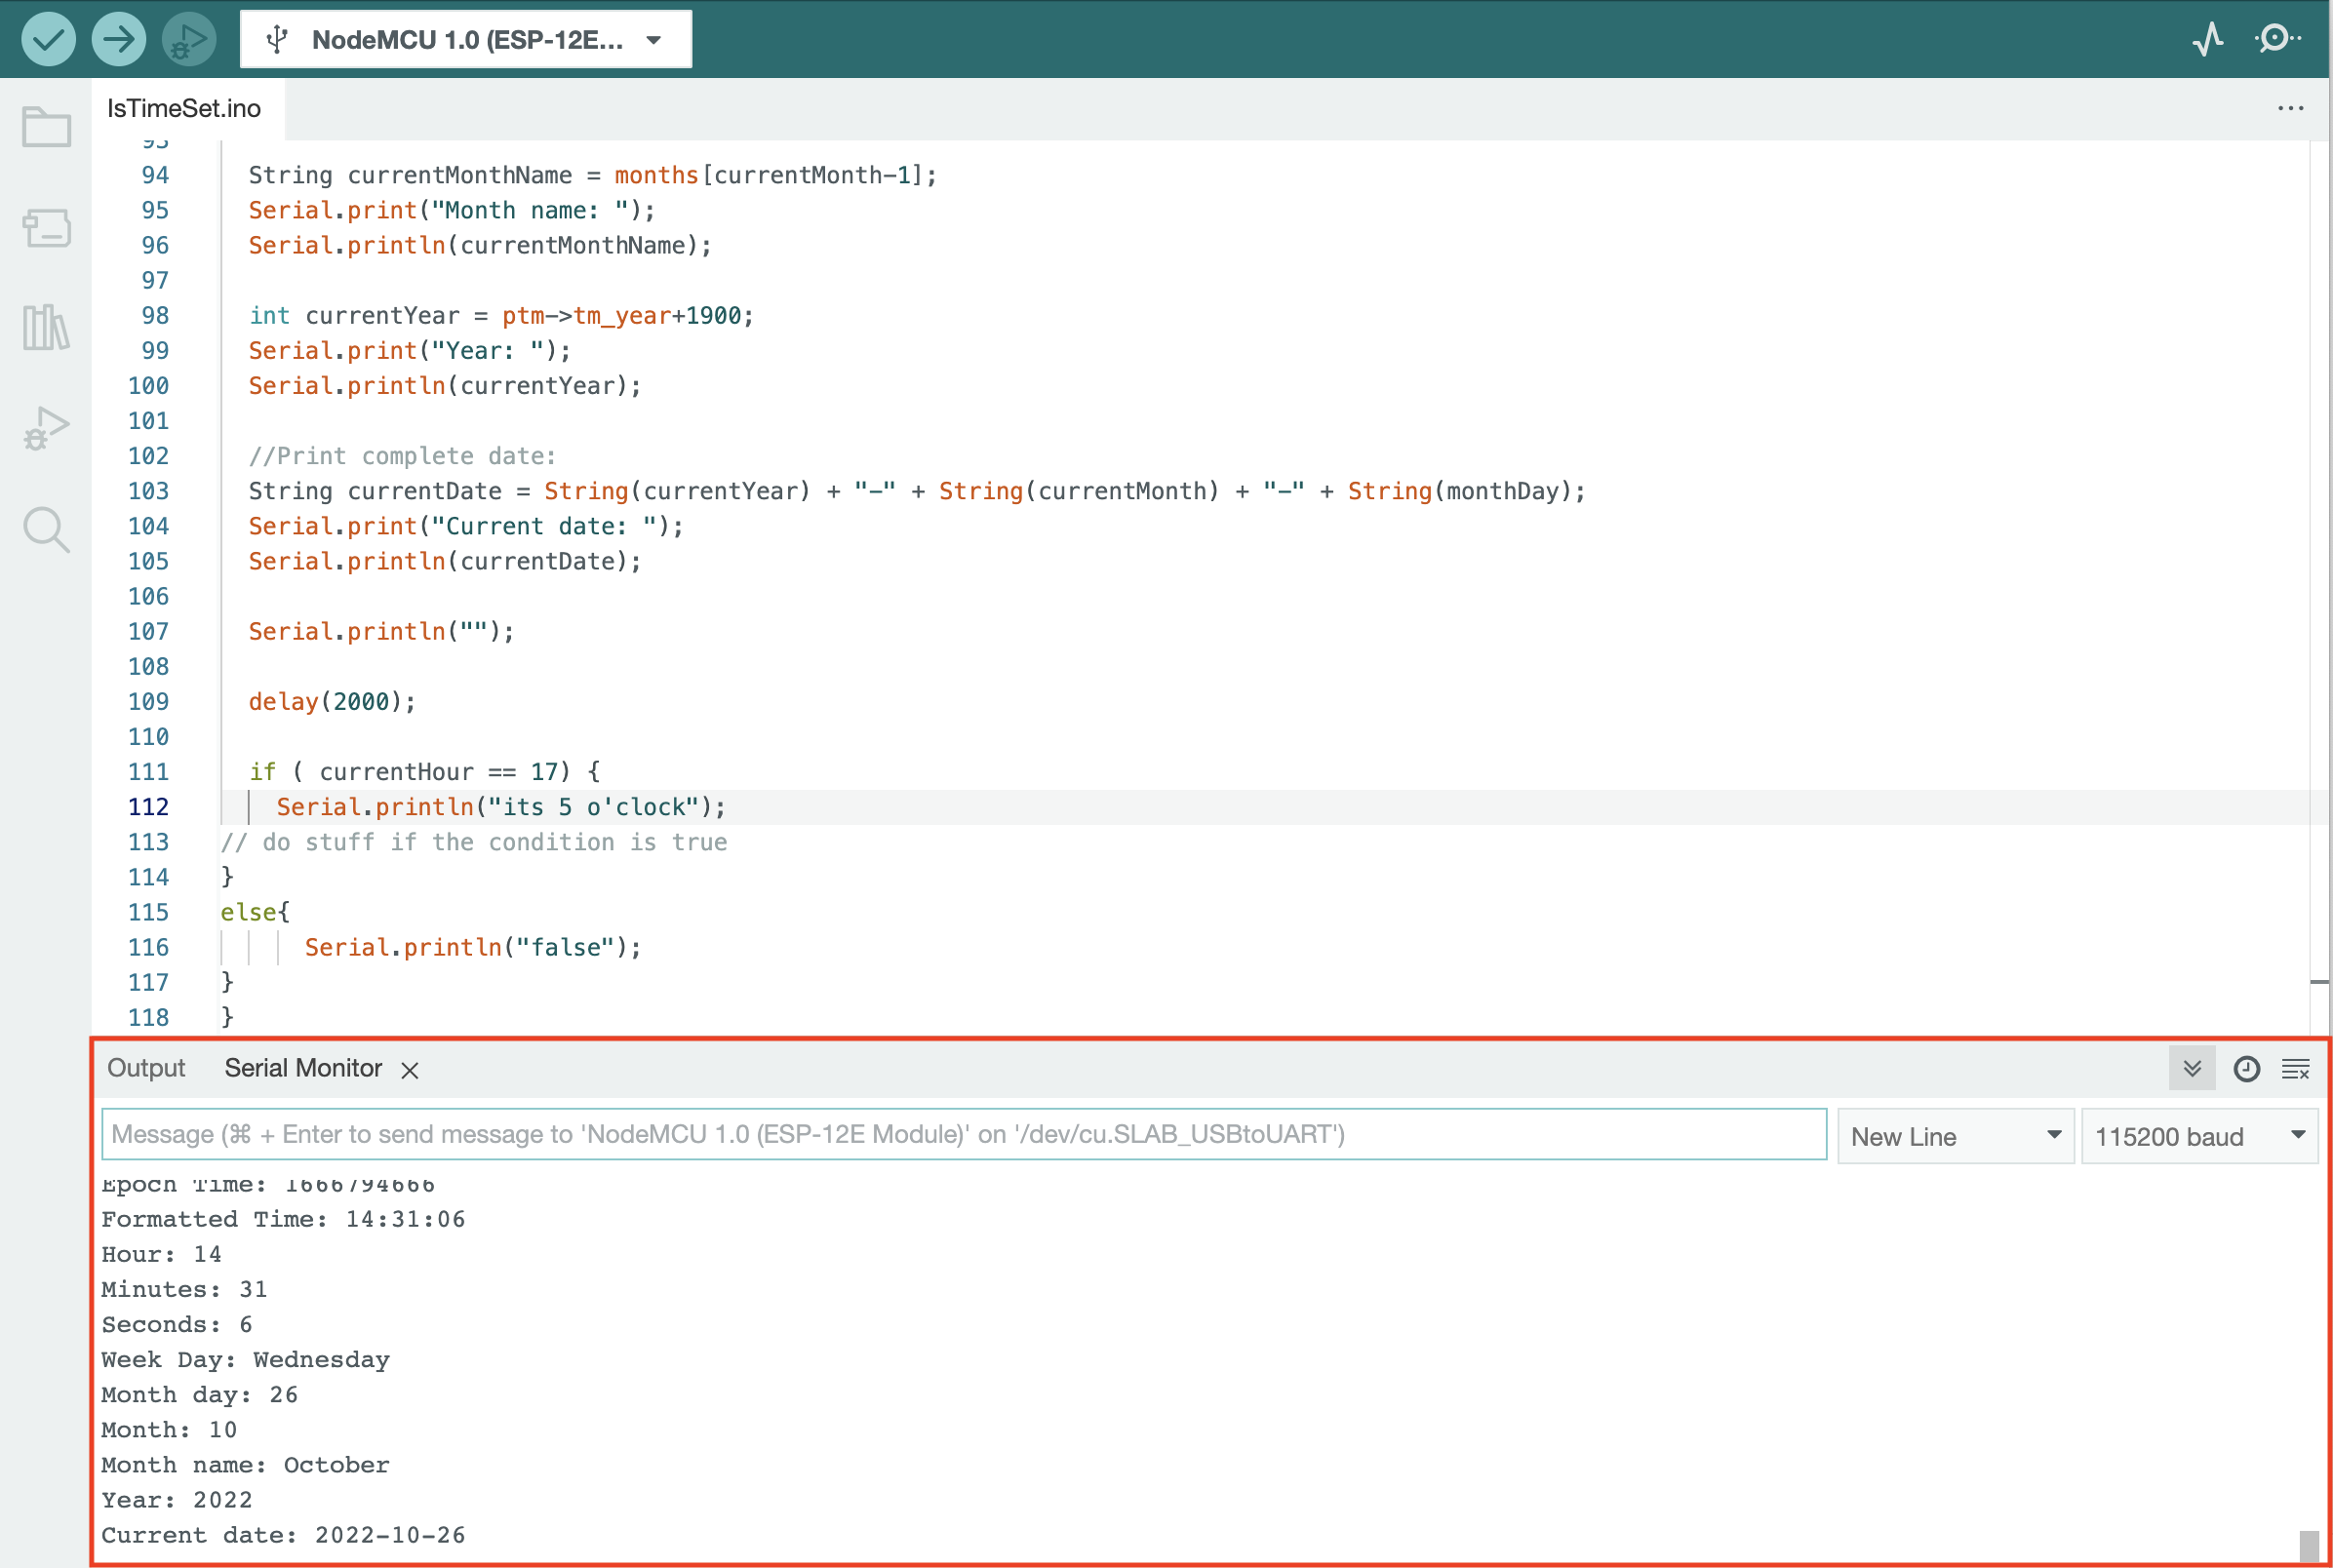 NodeMCU 1.0 (ESP-12E...
IsTimeSet.ino
...
93
94 String currentMonthName = months[currentMonth-1];
95 Serial.print("Month name: ");
96 Serial.println(currentMonthName);
97
98 int currentYear = ptm->tm_year+1900;
99 Serial.print("Year: ");
100 Serial.println(currentYear);
101
102 //Print complete date:
103 String currentDate = String(currentYear) + "-" + String(currentMonth) + "-" + String(monthDay);
104 Serial.print("Current date: ");
105 Serial.println(currentDate);
106
107 Serial.println("");
108
109 delay(2000);
110
111 if ( currentHour == 17) {
112 Serial.println("its 5 o'clock");
113 // do stuff if the condition is true
114 }
115 else{
116 Serial.println("false");
117 }
118 }
Output Serial Monitor
Message (⌘ + Enter to send message to 'NodeMCU 1.0 (ESP-12E Module)' on '/dev/cu.SLAB_USBtoUART') New Line 115200 baud
Epoch Time: 1666794666
Formatted Time: 14:31:06
Hour: 14
Minutes: 31
Seconds: 6
Week Day: Wednesday
Month day: 26
Month: 10
Month name: October
Year: 2022
Current date: 2022-10-26